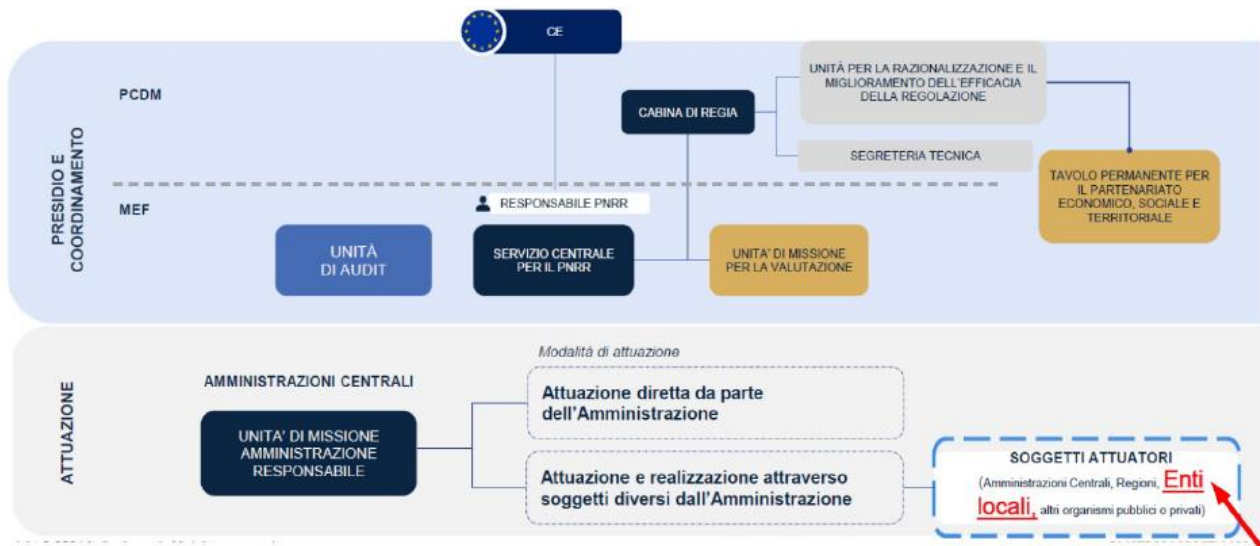 CE
PCDM
CABINA DI REGIA
UNITÀ PER LA RAZIONALIZZAZIONE E IL
MIGLIORAMENTO DELL'EFFICACIA
DELLA REGOLAZIONE
SEGRETERIA TECNICA
TAVOLO PERMANENTE PER
IL PARTENARIATO
ECONOMICO, SOCIALE E
TERRITORIALE
PRESIDIO E
COORDINAMENTO
MEF
RESPONSABILE PNRR
UNITÀ
DI AUDIT
SERVIZIO CENTRALE
PER IL PNRR
UNITA' DI MISSIONE
PER LA VALUTAZIONE
ATTUAZIONE
Modalità di attuazione
AMMINISTRAZIONI CENTRALI
UNITA' DI MISSIONE
AMMINISTRAZIONE
RESPONSABILE
Attuazione diretta da parte
dell'Amministrazione
Attuazione e realizzazione attraverso
soggetti diversi dall'Amministrazione
SOGGETTI ATTUATORI
(Amministrazioni Centrali, Regioni, Enti
locali, altri organismi pubblici o privati)